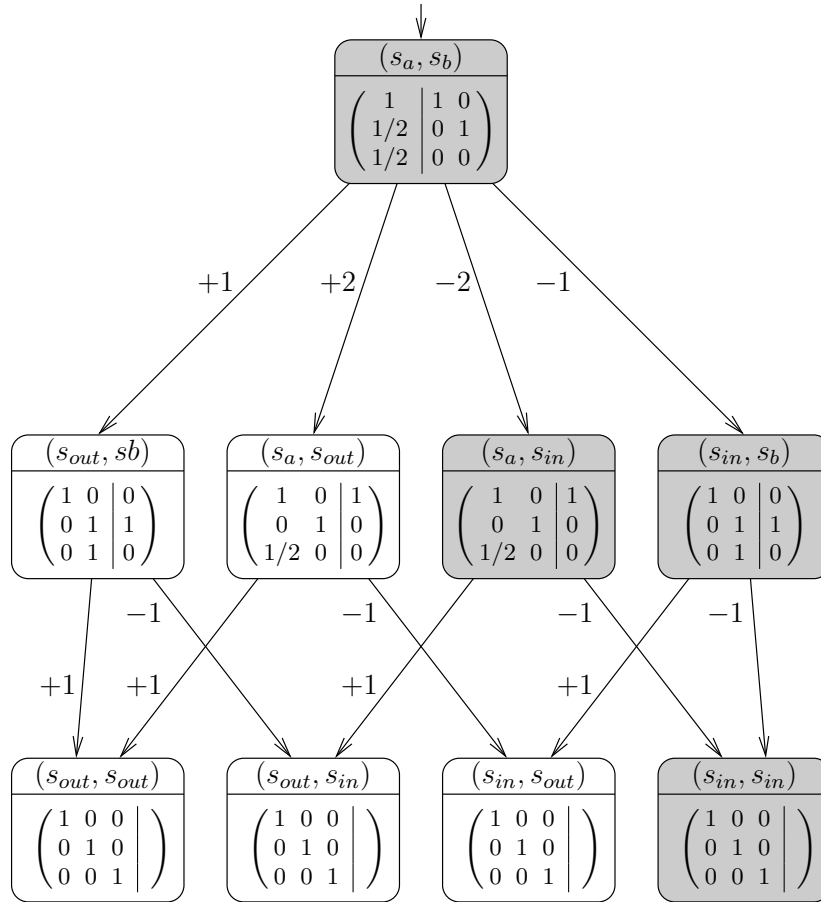 (s_a, s_b)
1 | 1 0
1/2 | 0 1
1/2 | 0 0
+1 +2 −2 −1
(s_out, sb) (s_a, s_out) (s_a, s_in) (s_in, s_b)
1 0 | 0 1 0 | 1 1 0 | 1 1 0 | 0
0 1 | 1 0 1 | 0 0 1 | 0 0 1 | 1
0 1 | 0 1/2 0 | 0 1/2 0 | 0 0 1 | 0
−1 −1 −1 −1
+1 +1 +1 +1
(s_out, s_out) (s_out, s_in) (s_in, s_out) (s_in, s_in)
1 0 0 | 1 0 0 | 1 0 0 | 1 0 0 |
0 1 0 | 0 1 0 | 0 1 0 | 0 1 0 |
0 0 1 | 0 0 1 | 0 0 1 | 0 0 1 |